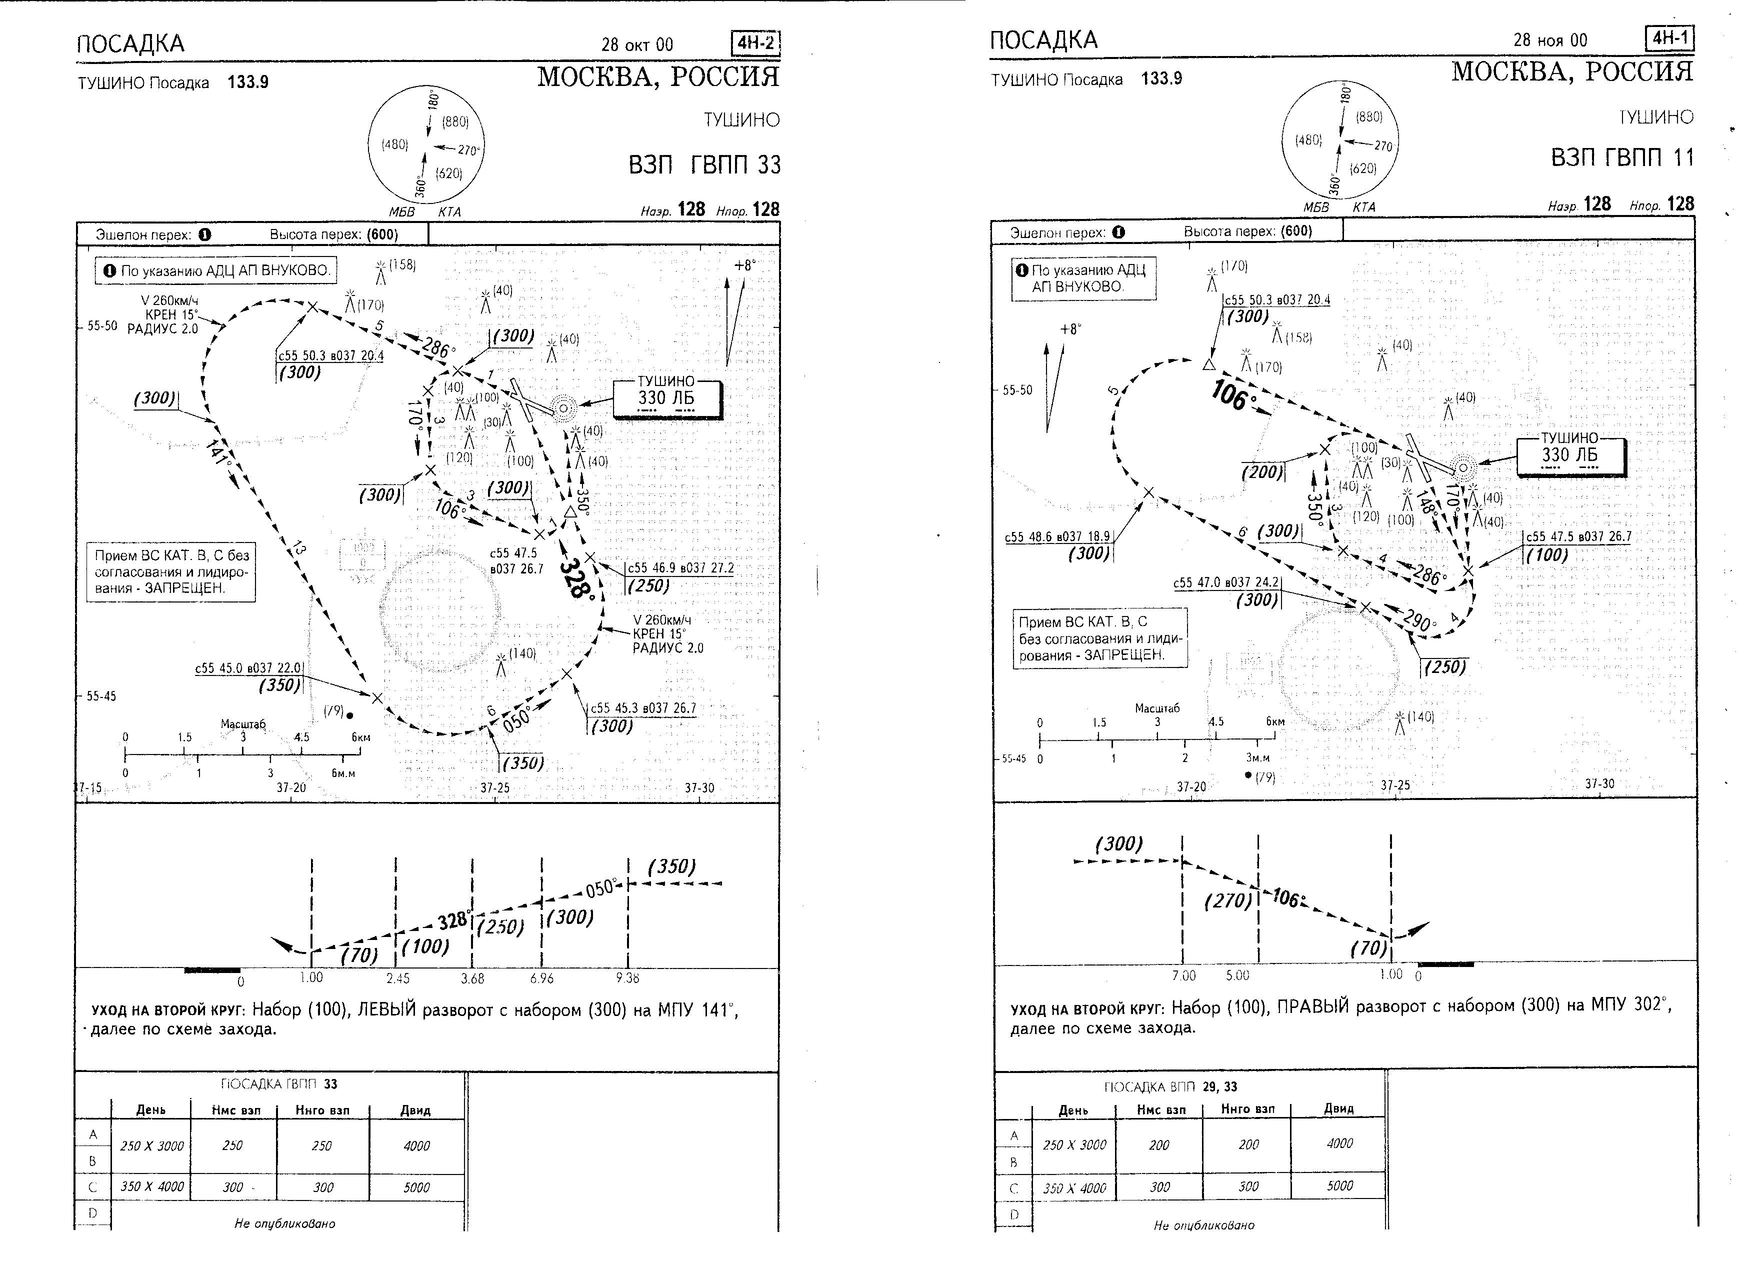 ПОСАДКА
28 окт 00
4Н-2
ТУШИНО Посадка 133.9
МОСКВА, РОССИЯ
ТУШИНО
ВЗП ГВПП 33
180°
(880)
(480)
270°
(620)
360°
МБВ КТА
Наэр. 128 Нпор. 128
Эшелон перех: ❶
Высота перех: (600)
❶ По указанию АДЦ АП ВНУКОВО.
(158)
+8°
V 260км/ч
КРЕН 15°
РАДИУС 2.0
(170)
(40)
55-50
5
286°
(300)
(40)
с55 50.3 в037 20.4
(300)
1
ТУШИНО
330 ЛБ
(300)
(40)
(100)
170°
3
(30)
(40)
(120)
(100)
(40)
141°
(300)
(300)
350°
3
106°
13
с55 47.5
в037 26.7
Прием ВС КАТ. В, С без
согласования и лидиро-
вания - ЗАПРЕЩЕН.
328°
с55 46.9 в037 27.2
(250)
V 260км/ч
КРЕН 15°
РАДИУС 2.0
(140)
с55 45.0 в037 22.0
(350)
55-45
(79)
6
050°
с55 45.3 в037 26.7
(300)
Масштаб
0 1.5 3 4.5 6км
0 1 3 6м.м
(350)
37-15 37-20 37-25 37-30
(350)
050°
328°
(300)
(250)
(100)
(70)
0 1.00 2.45 3.68 6.96 9.36
УХОД НА ВТОРОЙ КРУГ: Набор (100), ЛЕВЫЙ разворот с набором (300) на МПУ 141°,
далее по схеме захода.
ПОСАДКА ГВПП 33
День Нмс взп Ннго взп Двид
A
250 X 3000 250 250 4000
B
C 350 X 4000 300 300 5000
D
Не опубликовано
ПОСАДКА
28 ноя 00
4Н-1
ТУШИНО Посадка 133.9
МОСКВА, РОССИЯ
ТУШИНО
ВЗП ГВПП 11
180°
(880)
(480)
270
(620)
360°
МБВ КТА
Наэр. 128 Нпор. 128
Эшелон перех: ❶
Высота перех: (600)
❶ По указанию АДЦ
АП ВНУКОВО.
(170)
с55 50.3 в037 20.4
(300)
+8°
(158)
(40)
(170)
55-50
5
106°
(40)
ТУШИНО
330 ЛБ
(200)
(100)
(30)
(40)
(120)
(100)
148°
170°
(40)
(40)
350°
3
с55 48.6 в037 18.9
(300)
6
(300)
с55 47.5 в037 26.7
(100)
4
286°
с55 47.0 в037 24.2
(300)
290°
4
Прием ВС КАТ. В, С
без согласования и лиди-
рования - ЗАПРЕЩЕН.
(250)
Масштаб
0 1.5 3 4.5 6км
0 1 2 3м.м
(140)
55-45
(79)
37-20 37-25 37-30
(300)
(270)
106°
(70)
7.00 5.00 1.00 0
УХОД НА ВТОРОЙ КРУГ: Набор (100), ПРАВЫЙ разворот с набором (300) на МПУ 302°,
далее по схеме захода.
ПОСАДКА ВПП 29, 33
День Нмс взп Ннго взп Двид
A
250 X 3000 200 200 4000
B
C 350 X 4000 300 300 5000
D
Не опубликовано